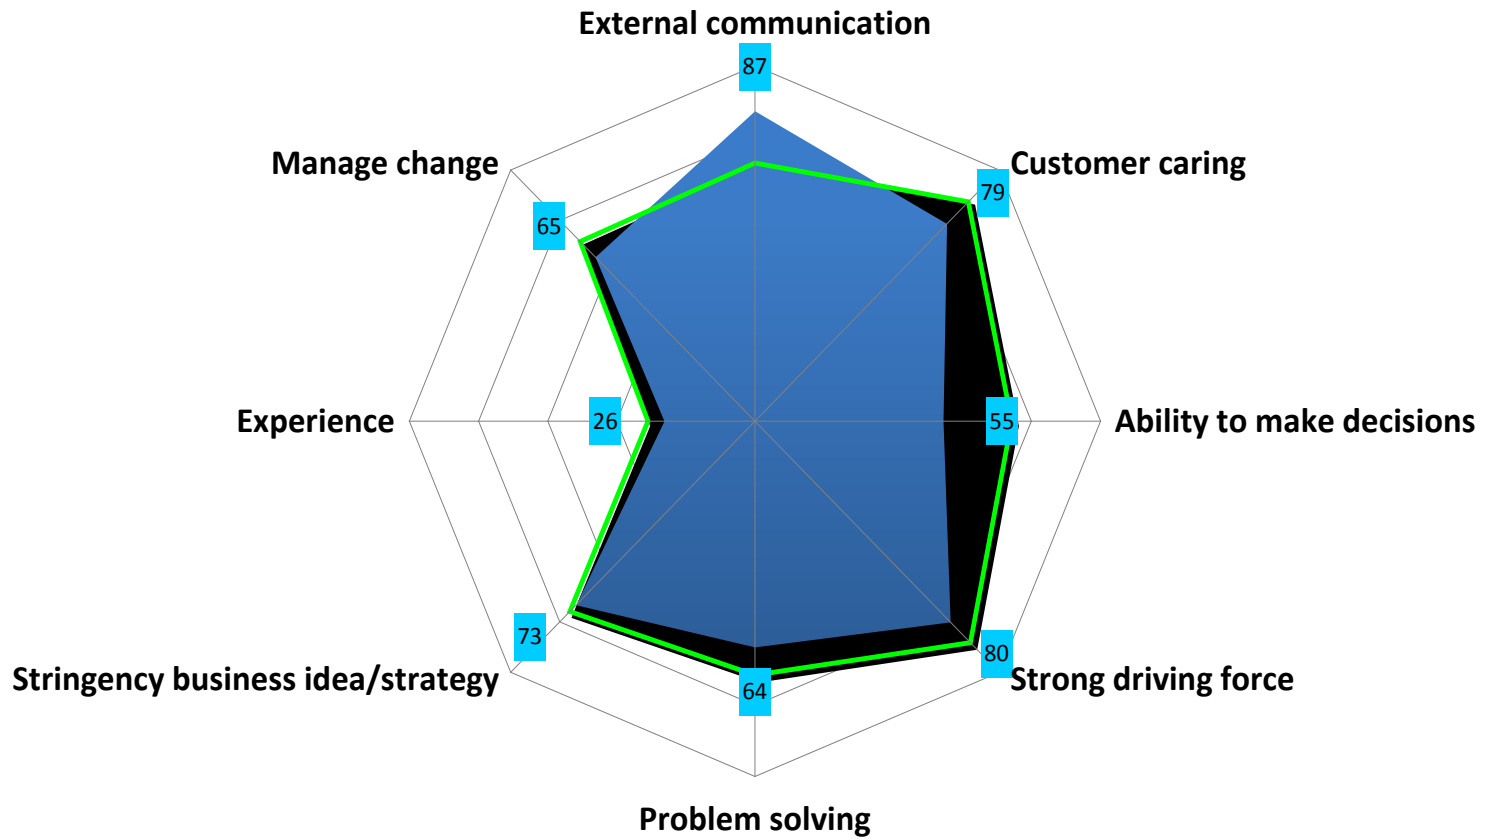 External communication
87
Manage change
Customer caring
65
79
Experience
26
55
Ability to make decisions
73
80
Stringency business idea/strategy
Strong driving force
64
Problem solving